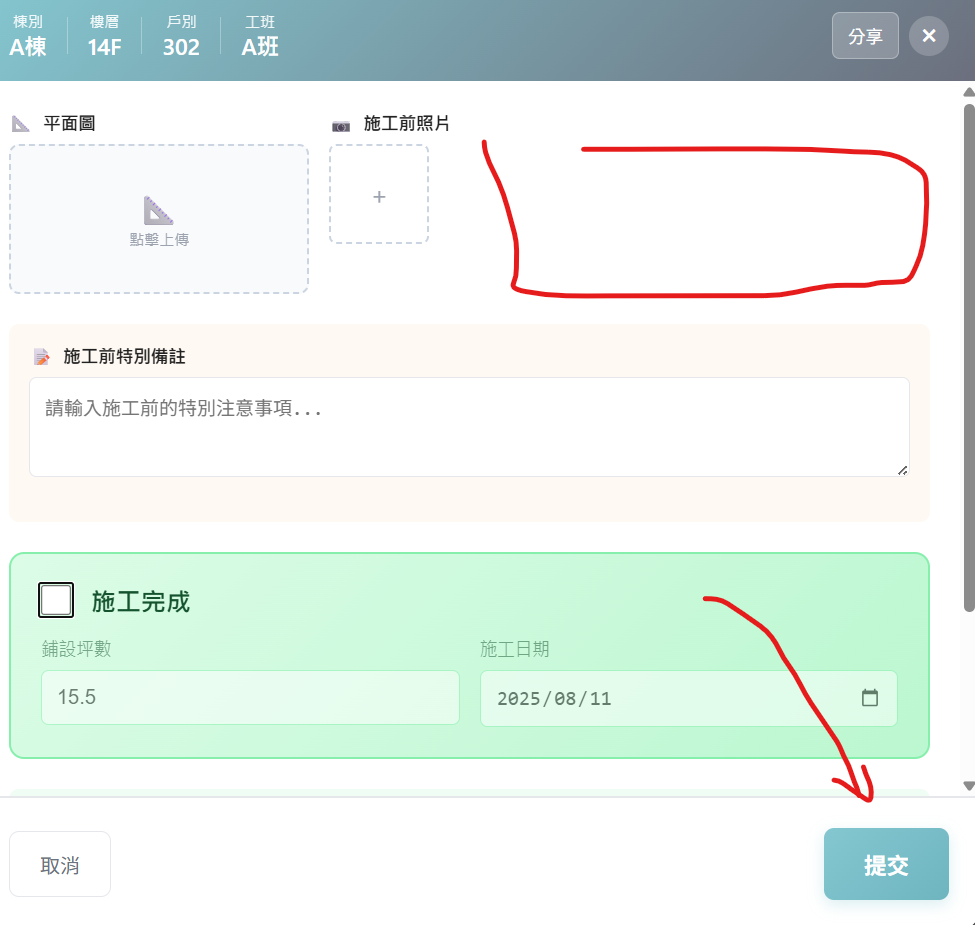 棟別 樓層 戶別 工班
A棟 14F 302 A班
分享
平面圖
施工前照片
+
點擊上傳
施工前特別備註
請輸入施工前的特別注意事項...
施工完成
鋪設坪數 施工日期
15.5 2025/08/11
取消 提交